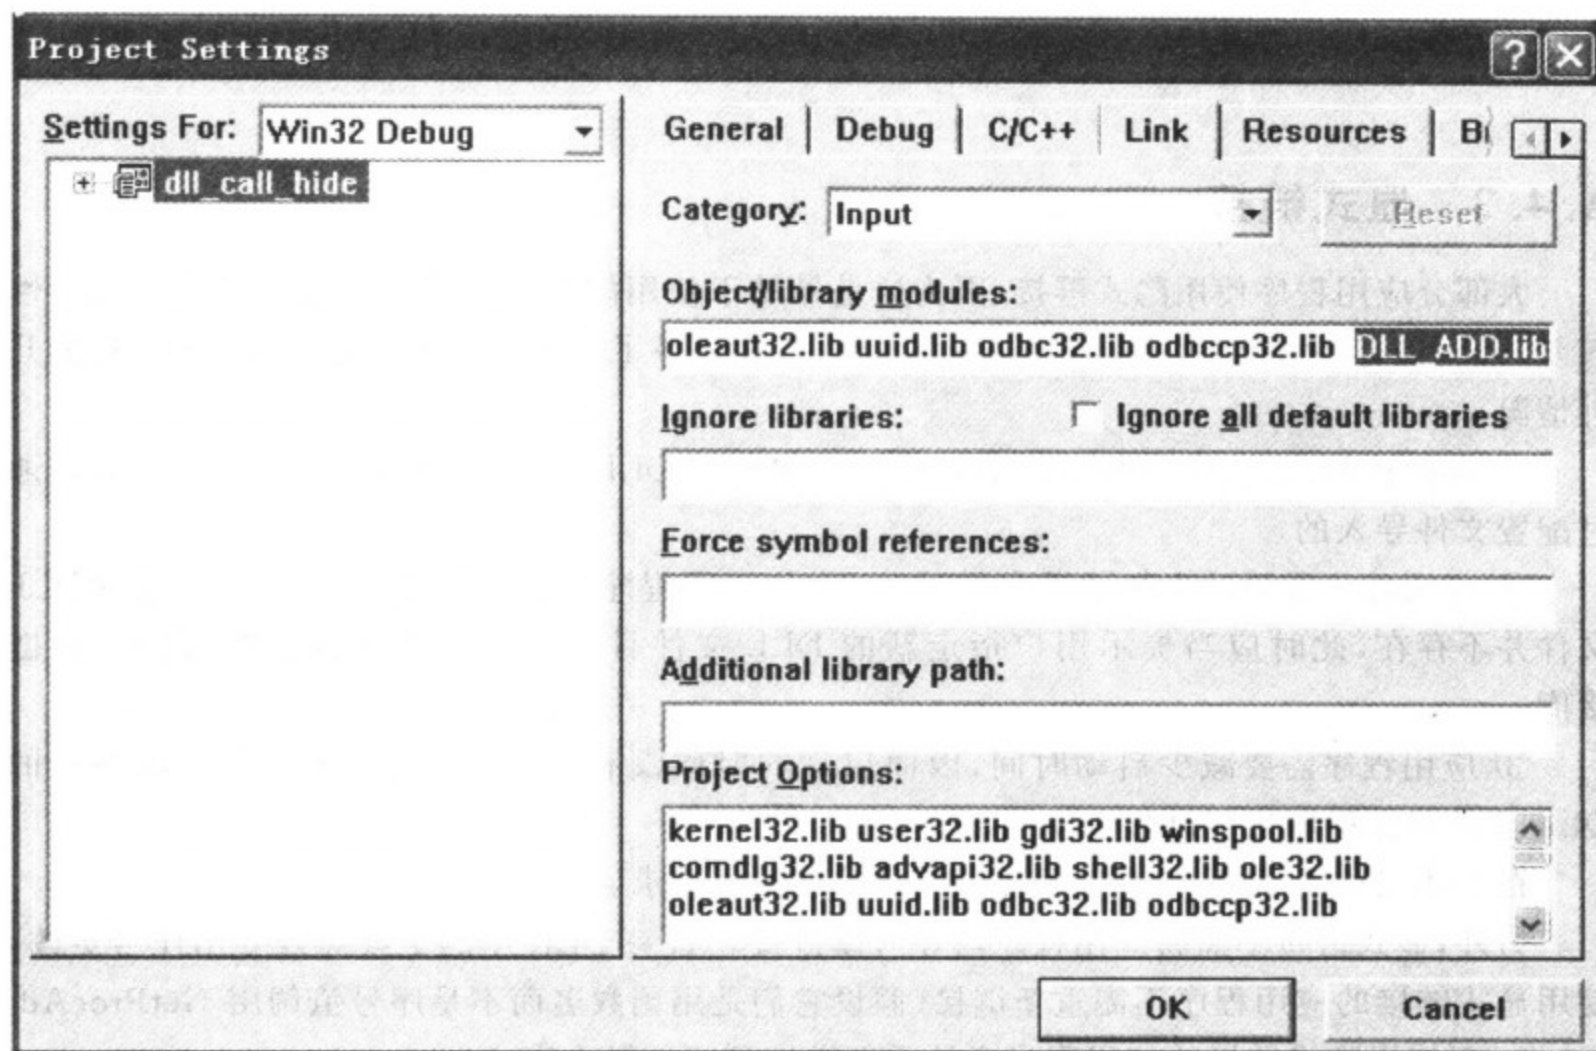 Project Settings
Settings For: Win32 Debug
dll_call_hide
General Debug C/C++ Link Resources
Category: Input Reset
Object/library modules:
oleaut32.lib uuid.lib odbc32.lib odbccp32.lib DLL_ADD.lib
Ignore libraries: Ignore all default libraries
Force symbol references:
Additional library path:
Project Options:
kernel32.lib user32.lib gdi32.lib winspool.lib
comdlg32.lib advapi32.lib shell32.lib ole32.lib
oleaut32.lib uuid.lib odbc32.lib odbccp32.lib
OK Cancel